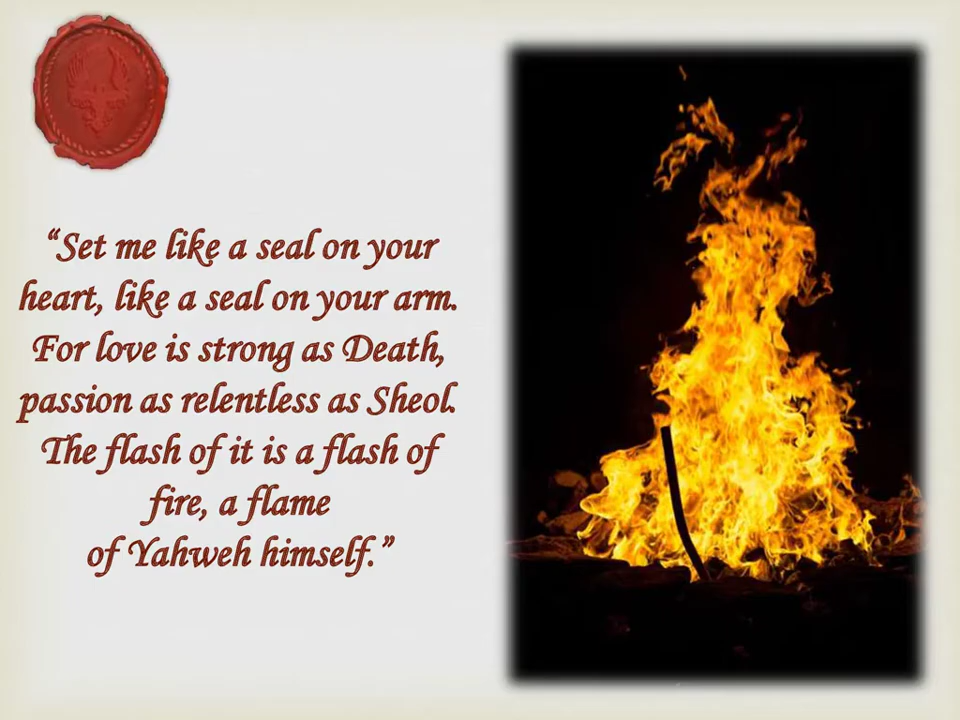 “Set me like a seal on your
heart, like a seal on your arm.
For love is strong as Death,
passion as relentless as Sheol.
The flash of it is a flash of
fire, a flame
of Yahweh himself.”